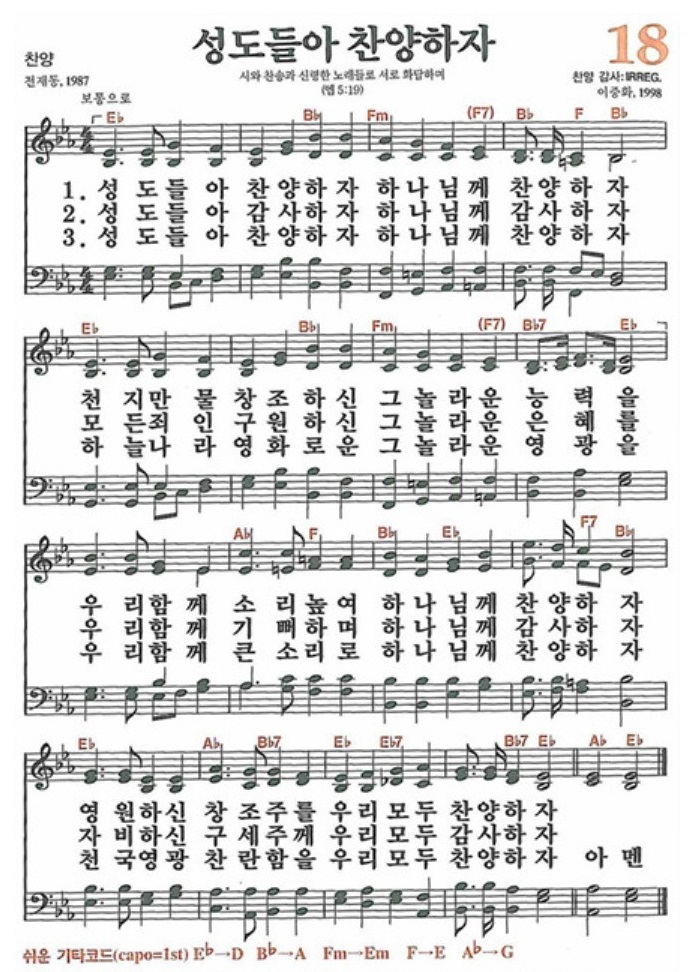 성도들아 찬양하자
18
찬양
전재동, 1987
시와 찬송과 신령한 노래들로 서로 화답하며
(엡 5:19)
찬양 감사: IRREG.
이중화, 1998
보통으로
E♭ B♭ Fm (F7) B♭ F B♭
1. 성 도들 아 찬양하자 하나님께 찬양하자
2. 성 도들 아 감사하자 하나님께 감사하자
3. 성 도들 아 찬양하자 하나님께 찬양하자
E♭ B♭ Fm (F7) B♭7 E♭
천 지만 물 창조하신 그놀라운 능 력 을
모 든죄 인 구원하신 그놀라운 은 혜 를
하 늘나 라 영화로운 그놀라운 영 광 을
A♭ F B♭ E♭ F7 B♭
우 리함 께 소 리높여 하나님께 찬양하 자
우 리함 께 기 뻐하며 하나님께 감사하 자
우 리함 께 큰 소리로 하나님께 찬양하 자
E♭ A♭ B♭7 E♭ E♭7 B♭7 E♭ A♭ E♭
영 원하신 창 조주를 우리모두 찬양하자
자 비하신 구세주께 우리모두 감사하자
천 국영광 찬란함을 우리모두 찬양하자 아 멘
쉬운 기타코드(capo=1st) E♭→D B♭→A Fm→Em F→E A♭→G